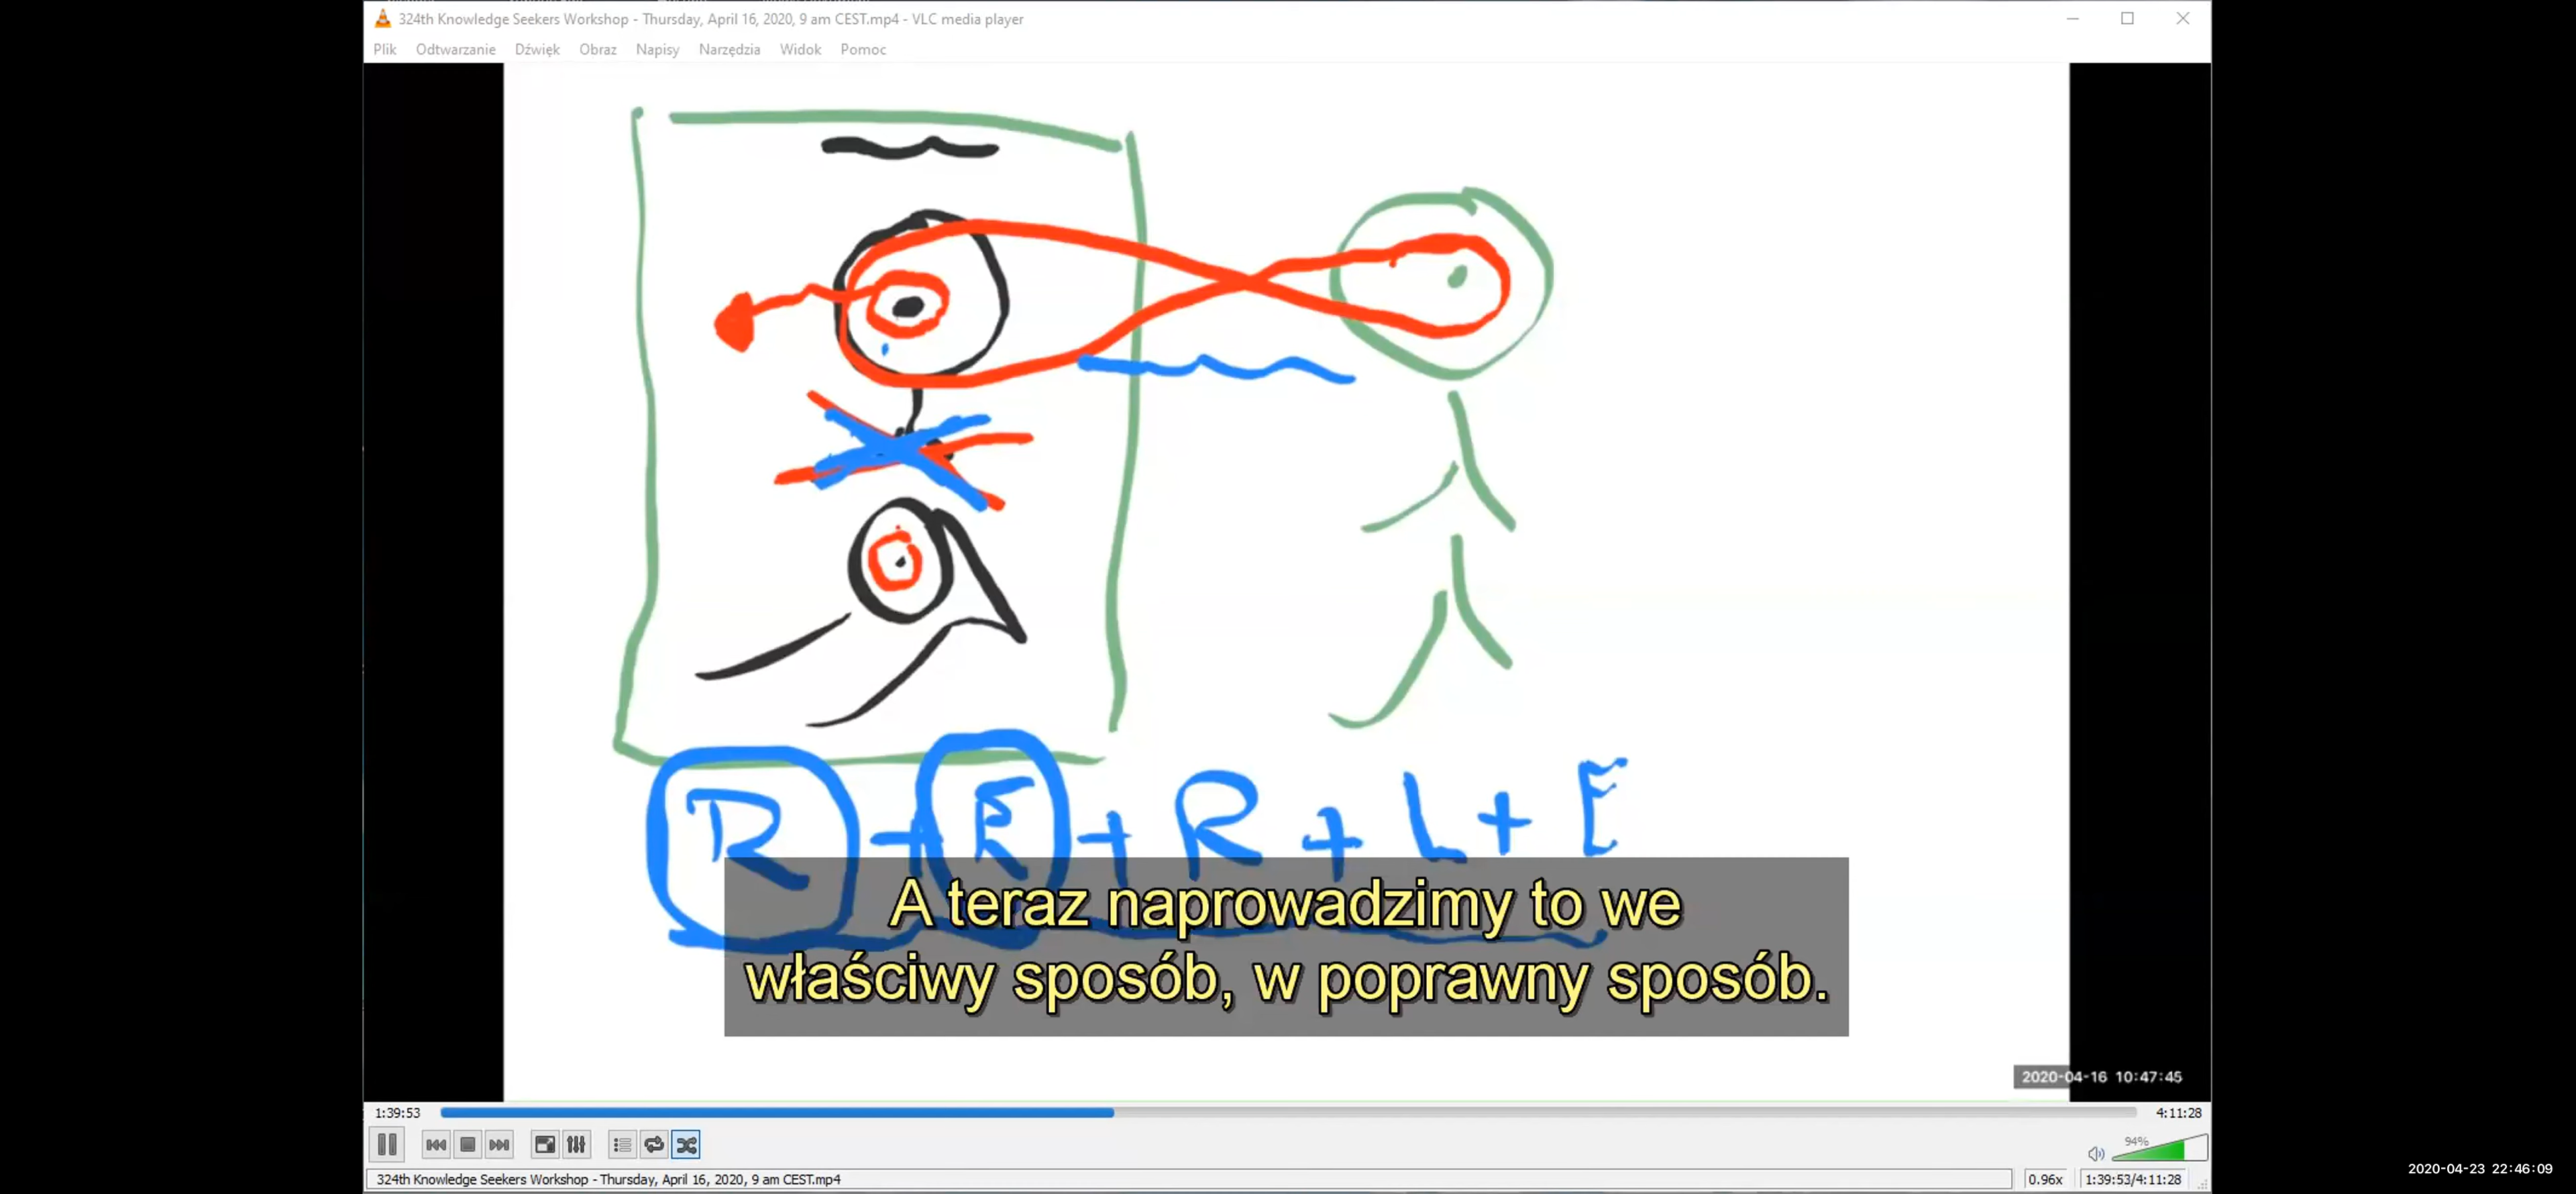 324th Knowledge Seekers Workshop - Thursday, April 16, 2020, 9 am CEST.mp4 - VLC media player
Plik Odtwarzanie Dźwięk Obraz Napisy Narzędzia Widok Pomoc
R + E + R + L + E
A teraz naprowadzimy to we
właściwy sposób, w poprawny sposób.
2020-04-16 10:47:45
1:39:53 4:11:28
94%
324th Knowledge Seekers Workshop - Thursday, April 16, 2020, 9 am CEST.mp4 0.96x 1:39:53/4:11:28
2020-04-23 22:46:09